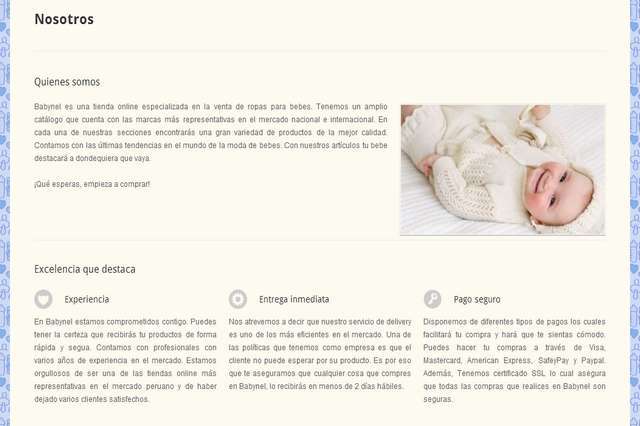 Nosotros
Quienes somos
Babynel es una tienda online especializada en la venta de ropas para bebes. Tenemos un amplio
catálogo que cuenta con las marcas más representativas en el mercado nacional e internacional. En
cada una de nuestras secciones encontrarás una gran variedad de productos de la mejor calidad.
Contamos con las últimas tendencias en el mundo de la moda de bebes. Con nuestros artículos tu bebe
destacará a dondequiera que vaya.
¡Qué esperas, empieza a comprar!
Excelencia que destaca
Experiencia
En Babynel estamos comprometidos contigo. Puedes
tener la certeza que recibirás tu productos de forma
rápida y segua. Contamos con profesionales con
varios años de experiencia en el mercado. Estamos
orgullosos de ser una de las tiendas online más
representativas en el mercado peruano y de haber
dejado varios clientes satisfechos.
Entrega inmediata
Nos atrevemos a decir que nuestro servicio de delivery
es uno de los más eficientes en el mercado. Una de
las políticas que tenemos como empresa es que el
cliente no puede esperar por su producto. Es por eso
que te aseguramos que cualquier cosa que compres
en Babynel, lo recibirás en menos de 2 días hábiles.
Pago seguro
Disponemos de diferentes tipos de pagos los cuales
facilitará tu compra y hará que te sientas cómodo.
Puedes hacer tu compras a través de Visa,
Mastercard, American Express, SafetyPay y Paypal.
Además, Tenemos certificado SSL lo cual asegura
que todas las compras que realices en Babynel son
seguras.